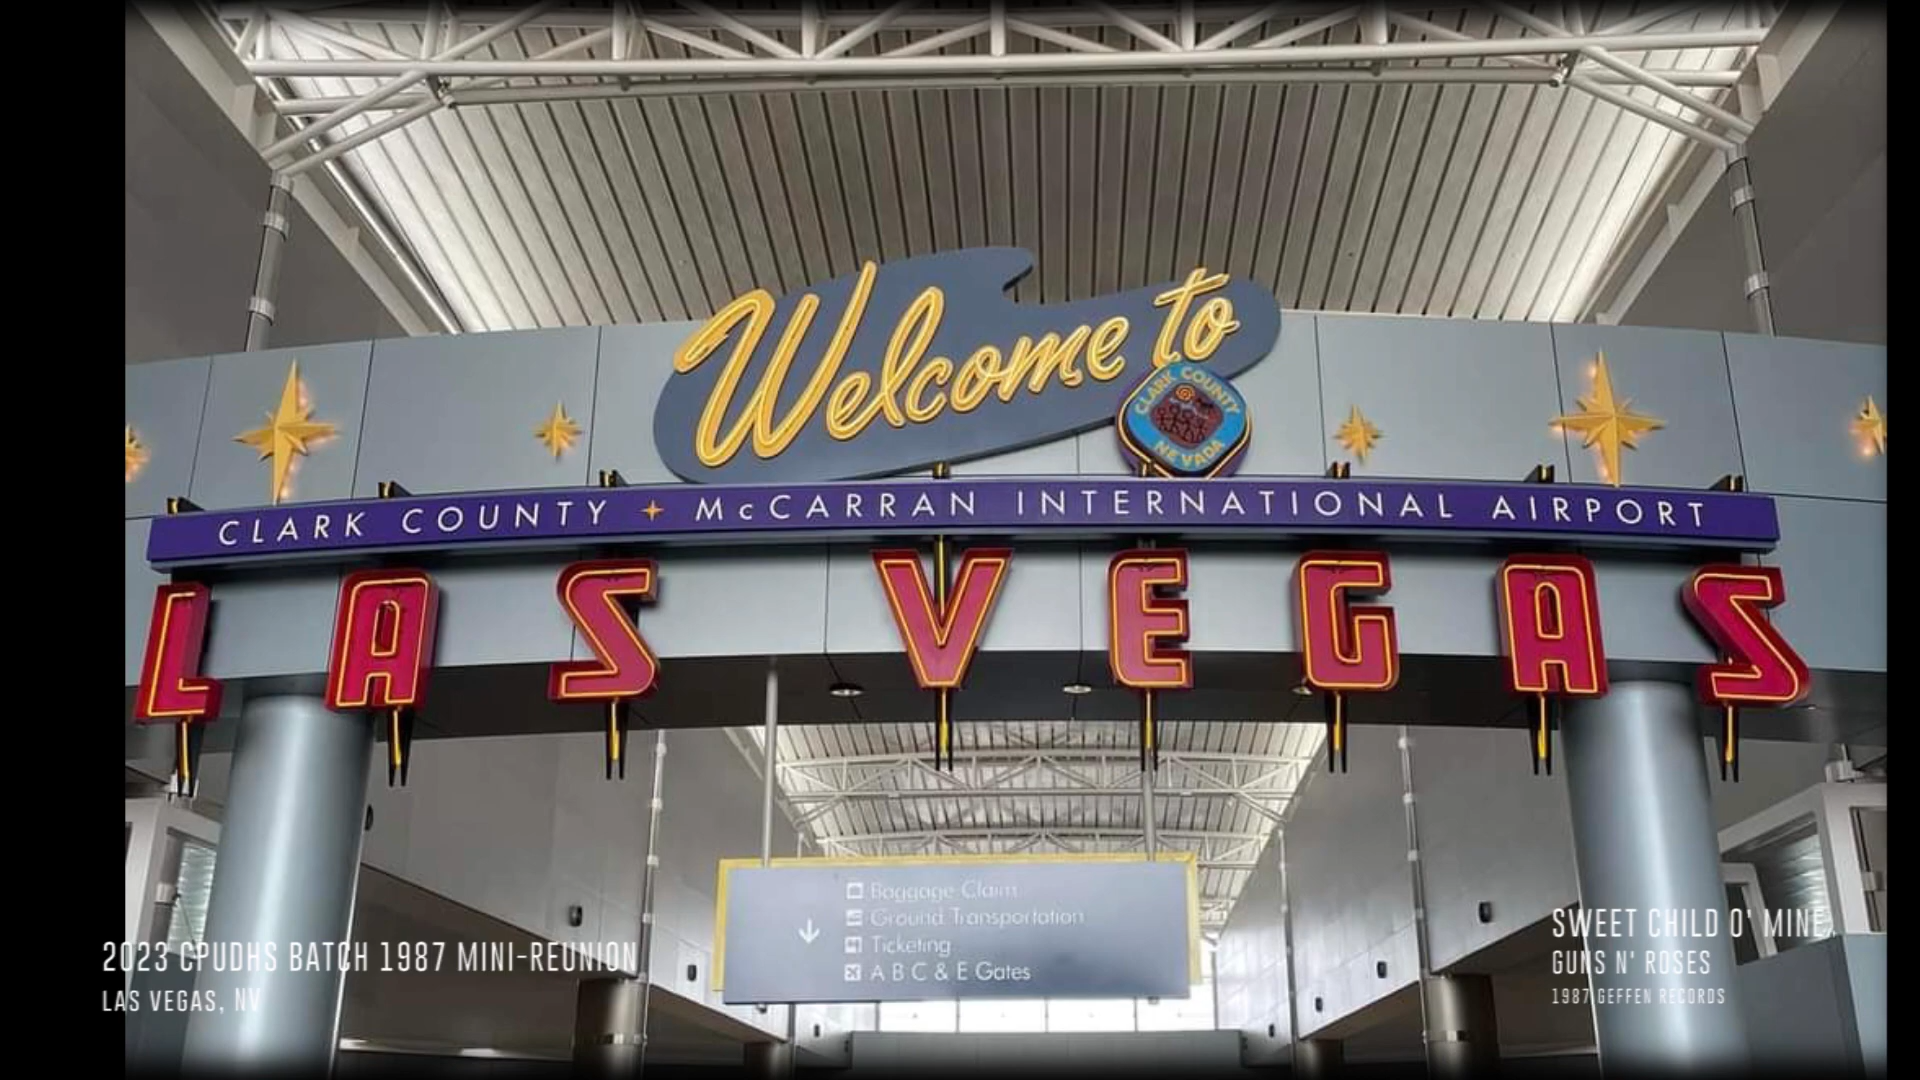 Welcome to
CLARK COUNTY
NEVADA
CLARK COUNTY McCARRAN INTERNATIONAL AIRPORT
LAS VEGAS
Baggage Claim
Ground Transportation
Ticketing
A B C & E Gates
2023 CPUDHS BATCH 1987 MINI-REUNION
LAS VEGAS, NV
SWEET CHILD O' MINE
GUNS N' ROSES
1987 GEFFEN RECORDS